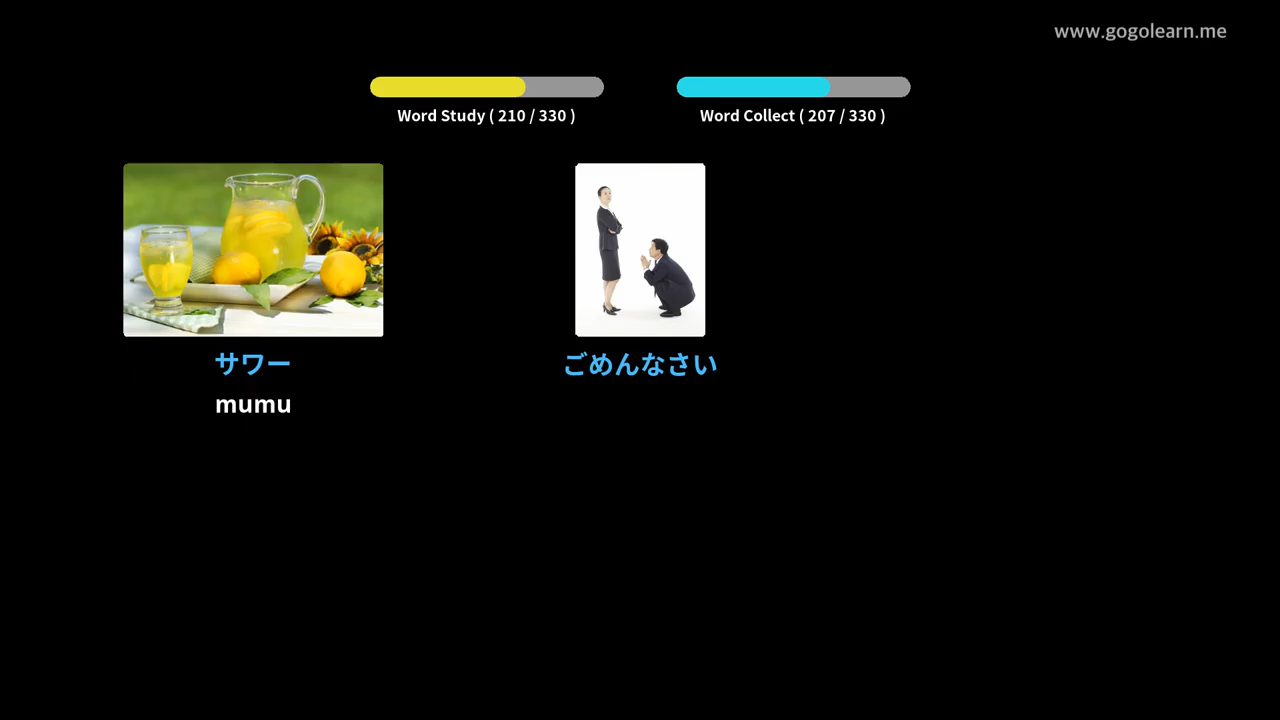 www.gogolearn.me
Word Study ( 210 / 330 )
Word Collect ( 207 / 330 )
サワー
mumu
ごめんなさい